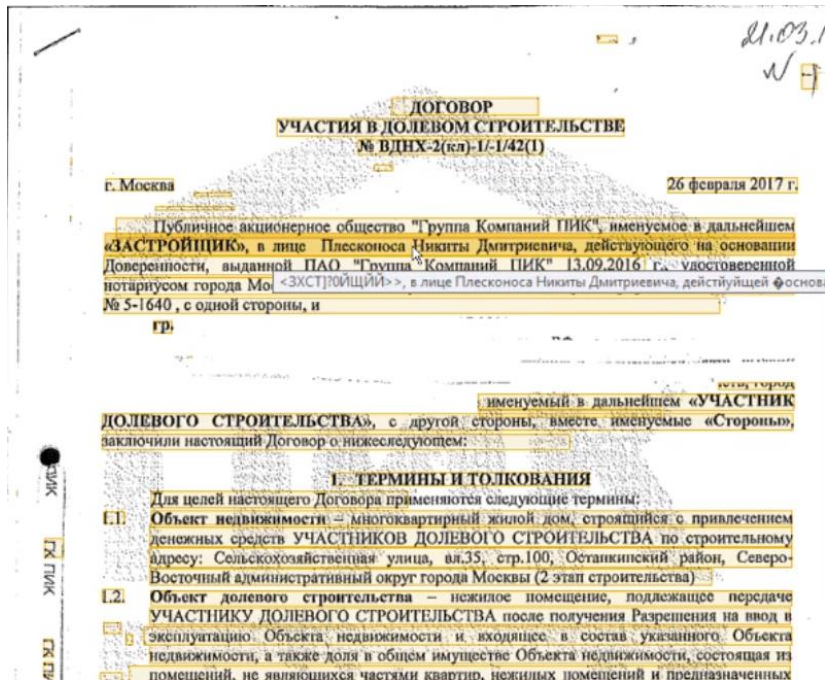 21.03.1
N -
ДОГОВОР
УЧАСТИЯ В ДОЛЕВОМ СТРОИТЕЛЬСТВЕ
№ ВДНХ-2(кл)-1/-1/42(1)
г. Москва 26 февраля 2017 г.
Публичное акционерное общество "Группа Компаний ПИК", именуемое в дальнейшем
«ЗАСТРОЙЩИК», в лице Плесконоса Никиты Дмитриевича, действующего на основании
Доверенности, выданной ПАО "Группа Компаний ПИК" 13.09.2016 г., удостоверенной
нотариусом города Мос
<ЗХСТ]?0ЙЩИЙ>>, в лице Плесконоса Никиты Дмитриевича, дейстйуйщей �основа
№ 5-1640 , с одной стороны, и
гр.
именуемый в дальнейшем «УЧАСТНИК
ДОЛЕВОГО СТРОИТЕЛЬСТВА», с другой стороны, вместе именуемые «Стороны»,
заключили настоящий Договор о нижеследующем:
1. ТЕРМИНЫ И ТОЛКОВАНИЯ
Для целей настоящего Договора применяются следующие термины:
1.1. Объект недвижимости – многоквартирный жилой дом, строящийся с привлечением
денежных средств УЧАСТНИКОВ ДОЛЕВОГО СТРОИТЕЛЬСТВА по строительному
адресу: Сельскохозяйственная улица, вл.35, стр.100, Останкинский район, Северо-
Восточный административный округ города Москвы (2 этап строительства)
1.2. Объект долевого строительства – нежилое помещение, подлежащее передаче
УЧАСТНИКУ ДОЛЕВОГО СТРОИТЕЛЬСТВА после получения Разрешения на ввод в
эксплуатацию Объекта недвижимости и входящее в состав указанного Объекта
недвижимости, а также доля в общем имуществе Объекта недвижимости, состоящая из
помещений, не являющихся частями квартир, нежилых помещений и предназначенных
ПИК
ГК ПИК
ГК ПИ